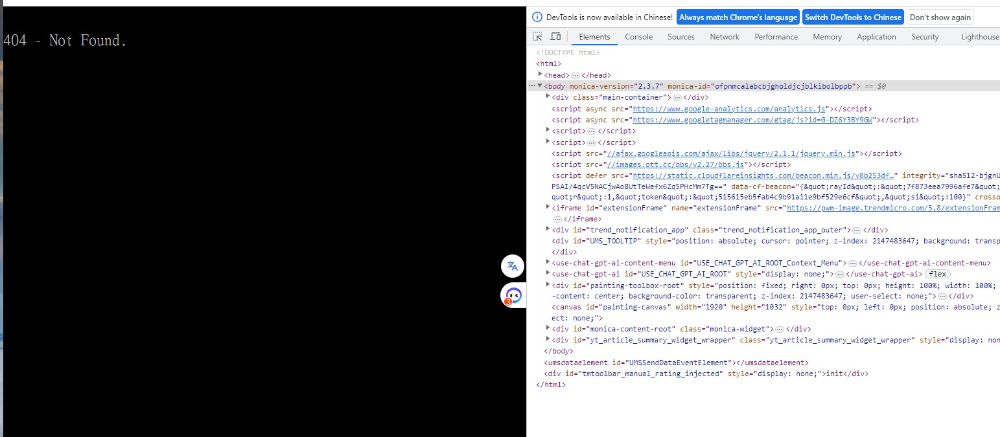 404 - Not Found.
DevTools is now available in Chinese! Always match Chrome's language Switch DevTools to Chinese Don't show again
Elements Console Sources Network Performance Memory Application Security Lighthouse
<!DOCTYPE html>
<html>
<head> … </head>
… <body monica-version="2.3.7" monica-id="ofpnmcalabcbjgholdjcjblkibolbppb"> == $0
<div class="main-container"> … </div>
<script async src="https://www.google-analytics.com/analytics.js"></script>
<script async src="https://www.googletagmanager.com/gtag/js?id=G-DZ6Y3BY9GW"></script>
<script> … </script>
<script> … </script>
<script src="//ajax.googleapis.com/ajax/libs/jquery/2.1.1/jquery.min.js"></script>
<script src="//images.ptt.cc/bbs/v2.27/bbs.js"></script>
<script defer src="https://static.cloudflareinsights.com/beacon.min.js/v8b253df…" integrity="sha512-bjgnU
PSAI/4qcV5NACjwAo8UtTeWefx6Zq5PHcMm7Tg==" data-cf-beacon="{&quot;rayId&quot;:&quot;7f873eea7996afe7&quot;
quot;r&quot;:1,&quot;token&quot;:&quot;515615eb5fab4c9b91a11e9bf529e6cf&quot;,&quot;si&quot;:100}" crosso
<iframe id="extensionFrame" name="extensionFrame" src="https://pwm-image.trendmicro.com/5.8/extensionFram
… </iframe>
<div id="trend_notification_app" class="trend_notification_app_outer"> … </div>
<div id="UMS_TOOLTIP" style="position: absolute; cursor: pointer; z-index: 2147483647; background: transp
</div>
<use-chat-gpt-ai-content-menu id="USE_CHAT_GPT_AI_ROOT_Context_Menu"> … </use-chat-gpt-ai-content-menu>
<use-chat-gpt-ai id="USE_CHAT_GPT_AI_ROOT" style="display: none;"> … </use-chat-gpt-ai> flex
<div id="painting-toolbox-root" style="position: fixed; right: 0px; top: 0px; height: 100%; width: 100%;
-content: center; background-color: transparent; z-index: 2147483647; user-select: none;"> … </div>
<canvas id="painting-canvas" width="1920" height="1032" style="top: 0px; left: 0px; position: absolute; z
ect: none;">
<div id="monica-content-root" class="monica-widget"> … </div>
<div id="yt_article_summary_widget_wrapper" class="yt_article_summary_widget_wrapper" style="display: non
</body>
<umsdataelement id="UMSSendDataEventElement"></umsdataelement>
<div id="tmtoolbar_manual_rating_injected" style="display: none;">init</div>
</html>
文A
3